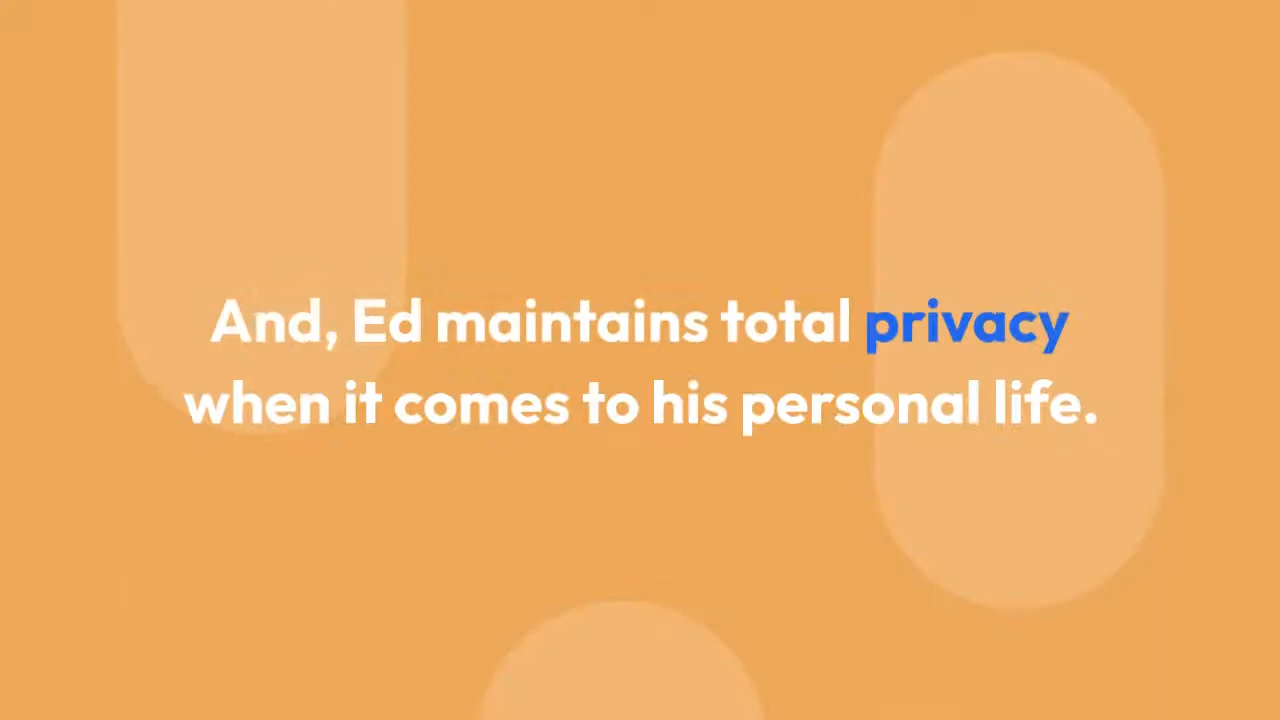 And, Ed maintains total privacy
when it comes to his personal life.